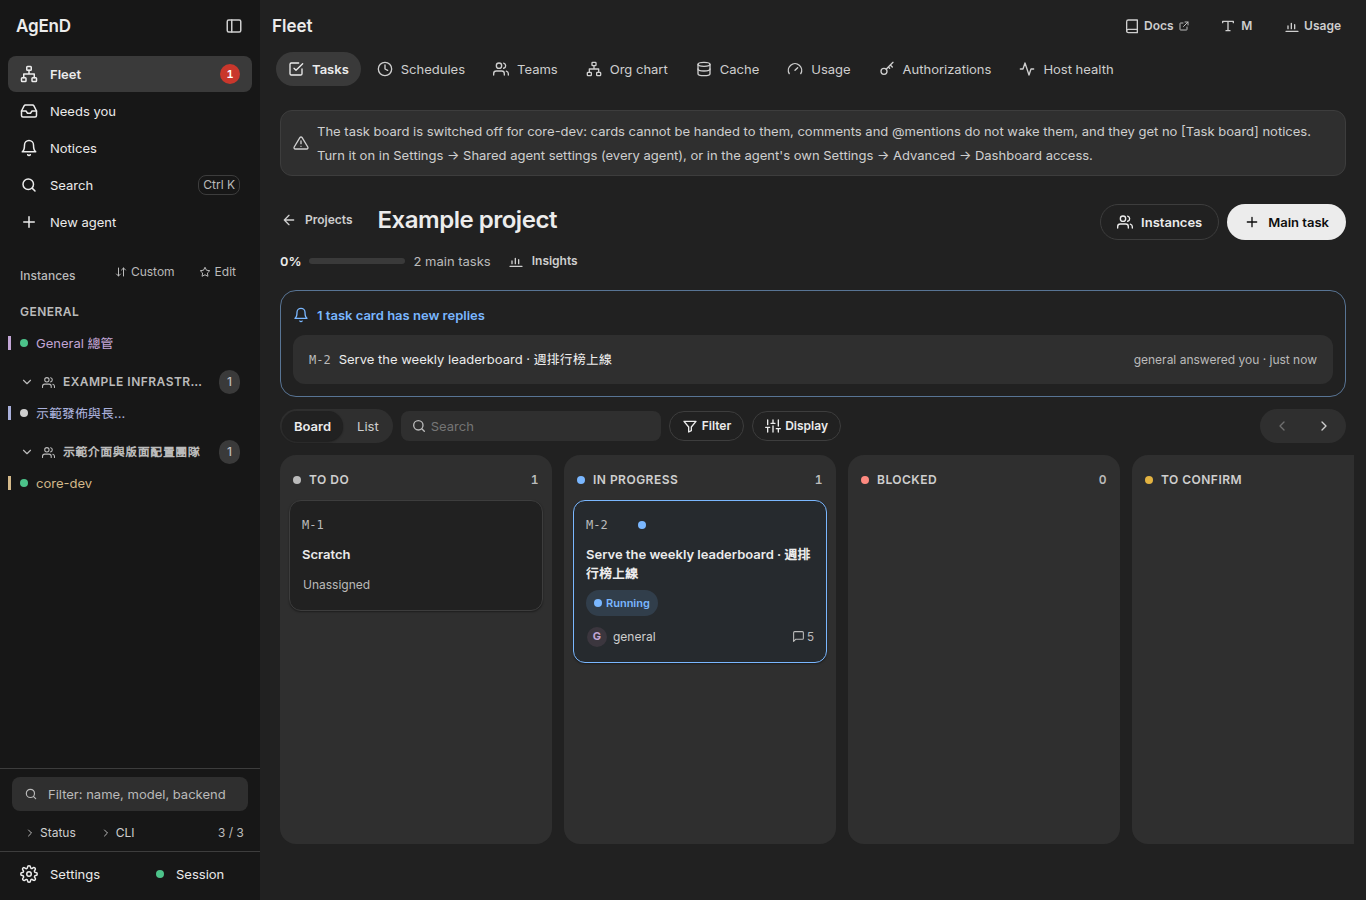 AgEnD
Fleet 1
Needs you
Notices
Search Ctrl K
New agent
Instances Custom Edit
GENERAL
General 總管
EXAMPLE INFRASTR... 1
示範發佈與長...
示範介面與版面配置團隊 1
core-dev
Filter: name, model, backend
Status CLI 3 / 3
Settings Session
Fleet Docs M Usage
Tasks Schedules Teams Org chart Cache Usage Authorizations Host health
The task board is switched off for core-dev: cards cannot be handed to them, comments and @mentions do not wake them, and they get no [Task board] notices.
Turn it on in Settings → Shared agent settings (every agent), or in the agent's own Settings → Advanced → Dashboard access.
Projects Example project Instances Main task
0% 2 main tasks Insights
1 task card has new replies
M-2 Serve the weekly leaderboard · 週排行榜上線 general answered you · just now
Board List Search Filter Display
TO DO 1
M-1
Scratch
Unassigned
IN PROGRESS 1
M-2
Serve the weekly leaderboard · 週排
行榜上線
Running
G general 5
BLOCKED 0
TO CONFIRM